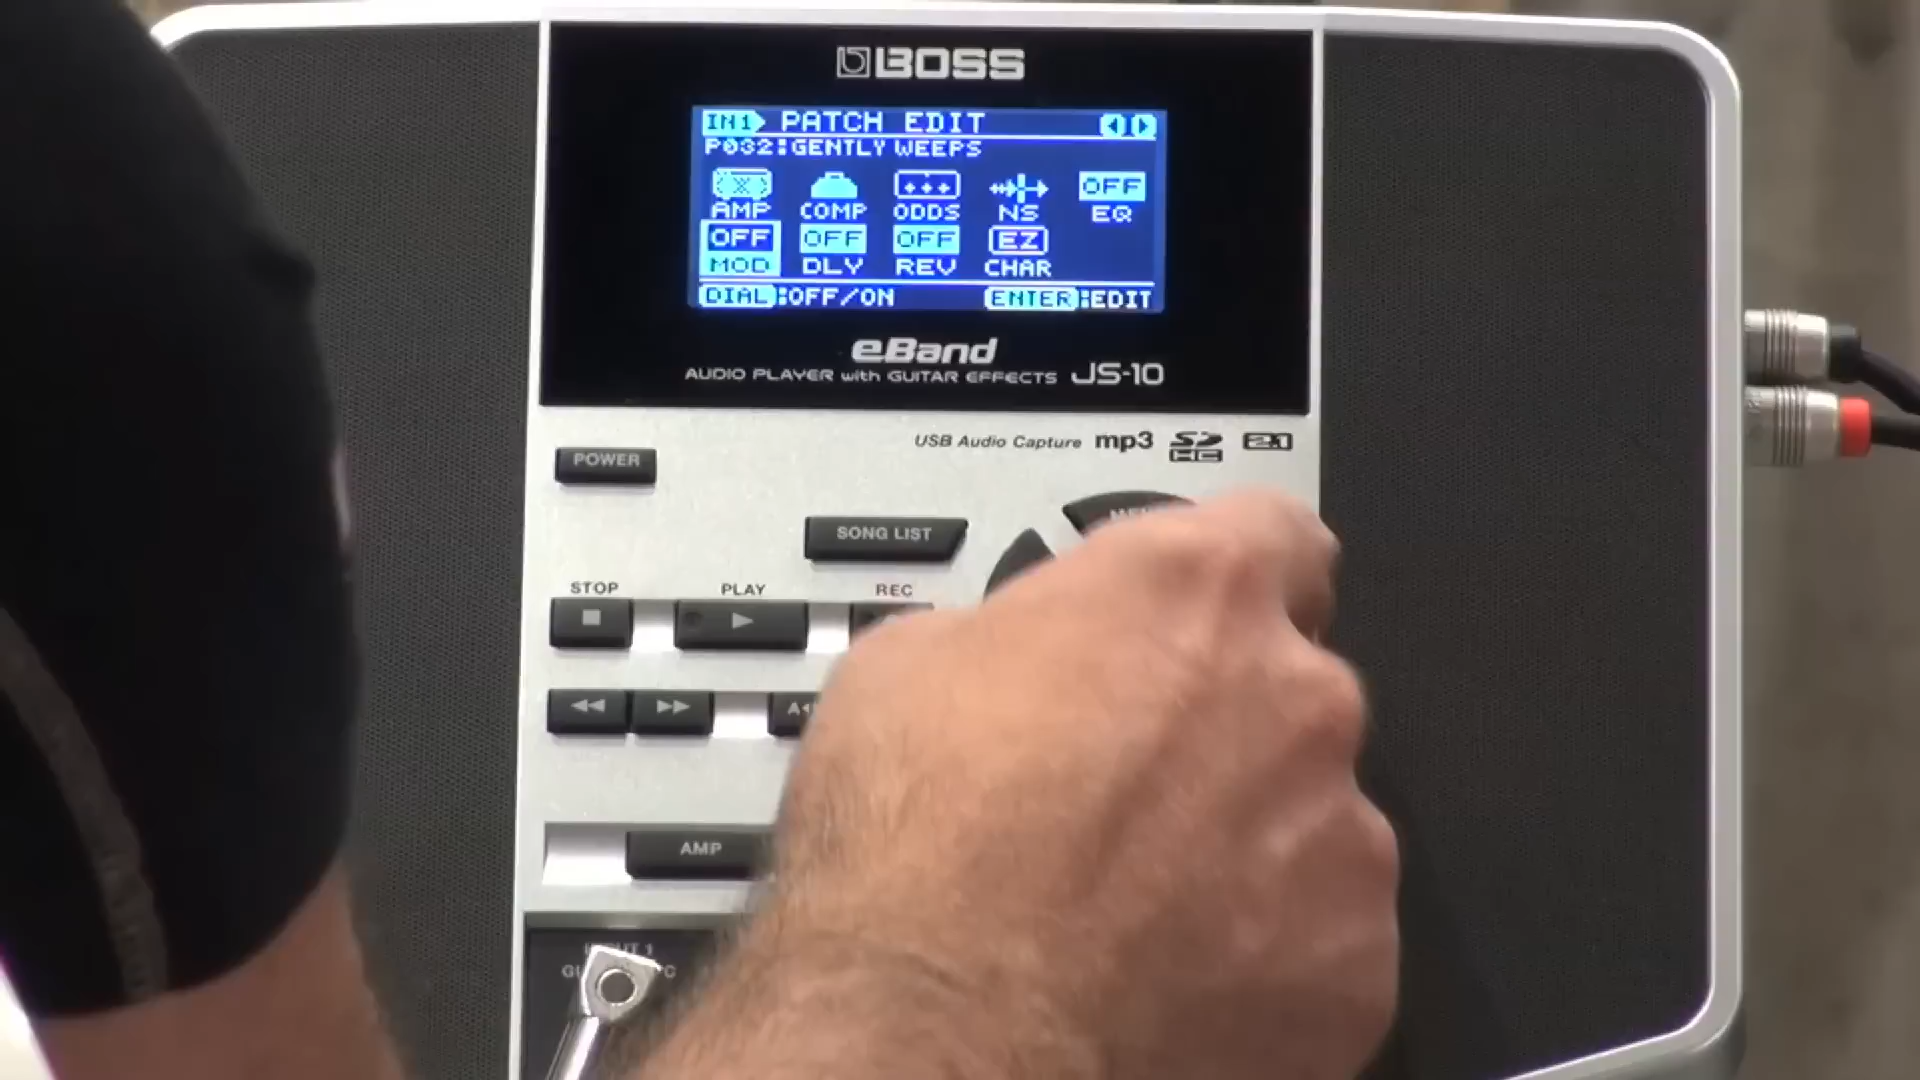 BOSS
IN1 PATCH EDIT
P032:GENTLY WEEPS
OFF
AMP COMP ODDS NS EQ
OFF OFF OFF EZ
MOD DLY REV CHAR
DIAL:OFF/ON ENTER:EDIT
eBand
AUDIO PLAYER with GUITAR EFFECTS JS-10
USB Audio Capture mp3 SD HC 2.1
POWER
SONG LIST
STOP PLAY REC
A
AMP